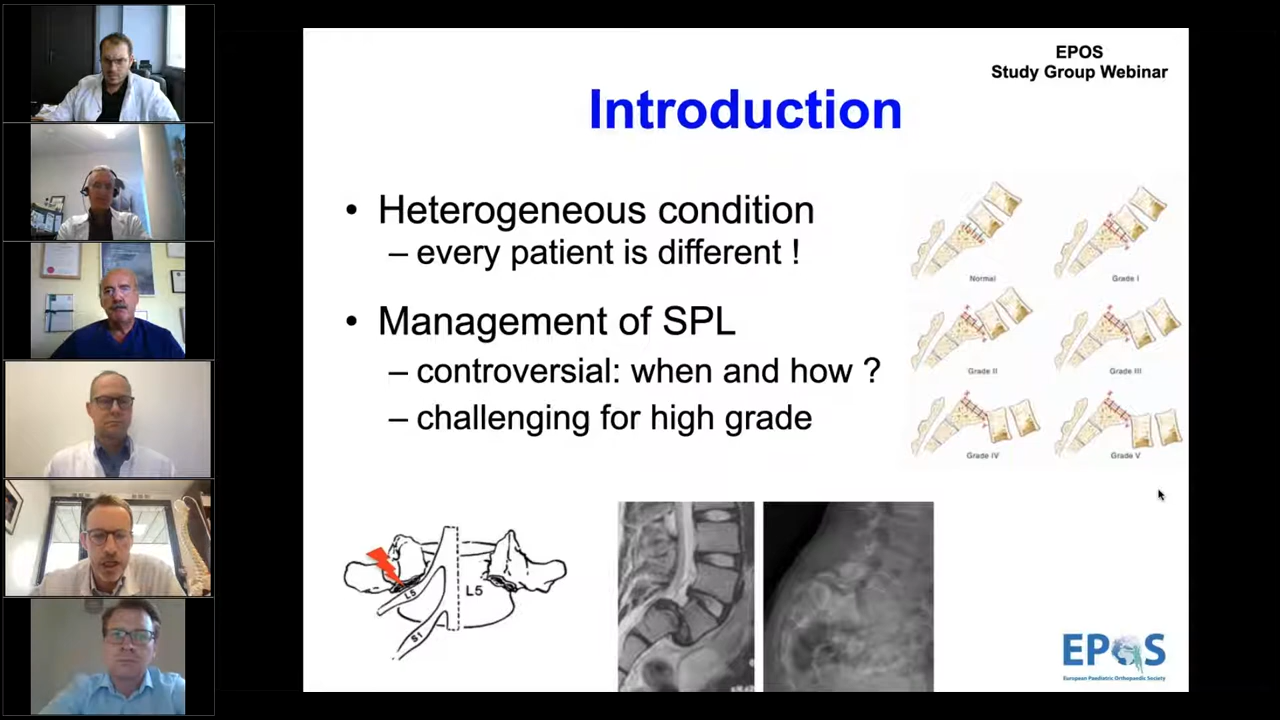 EPOS
Study Group Webinar
Introduction
• Heterogeneous condition
– every patient is different !
• Management of SPL
– controversial: when and how ?
– challenging for high grade
Normal
Grade I
Grade II
Grade III
Grade IV
Grade V
L5
L5
S1
EPOS
European Paediatric Orthopaedic Society